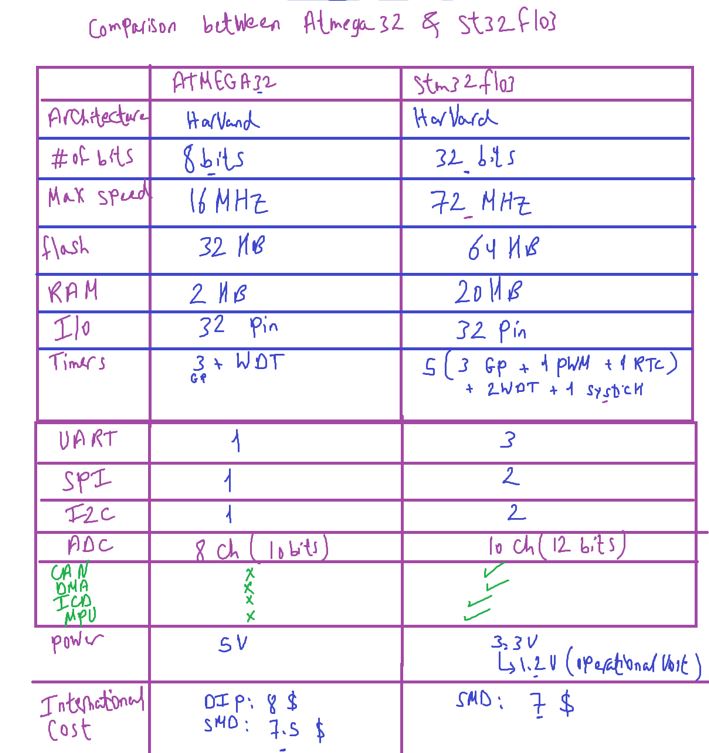 Comparison between Atmega32 & St32f103
ATMEGA32 Stm32f103
Architecture Harvard Harvard
# of bits 8 bits 32 bits
Max speed 16 MHZ 72 MHZ
flash 32 KB 64 KB
RAM 2 KB 20 KB
I/o 32 pin 32 pin
Timers 3 + WDT 5 ( 3 GP + 1 PWM + 1 RTC )
GP + 2WDT + 1 systick
UART 1 3
SPI 1 2
I2C 1 2
ADC 8 ch ( 10 bits ) 10 ch ( 12 bits )
CAN x ✓
DMA x ✓
ICD x ✓
MPU x ✓
power 5V 3.3V
↳ 1.2V (operational Volt)
International DIP: 8 $ SMD: 7 $
Cost SMD: 7.5 $